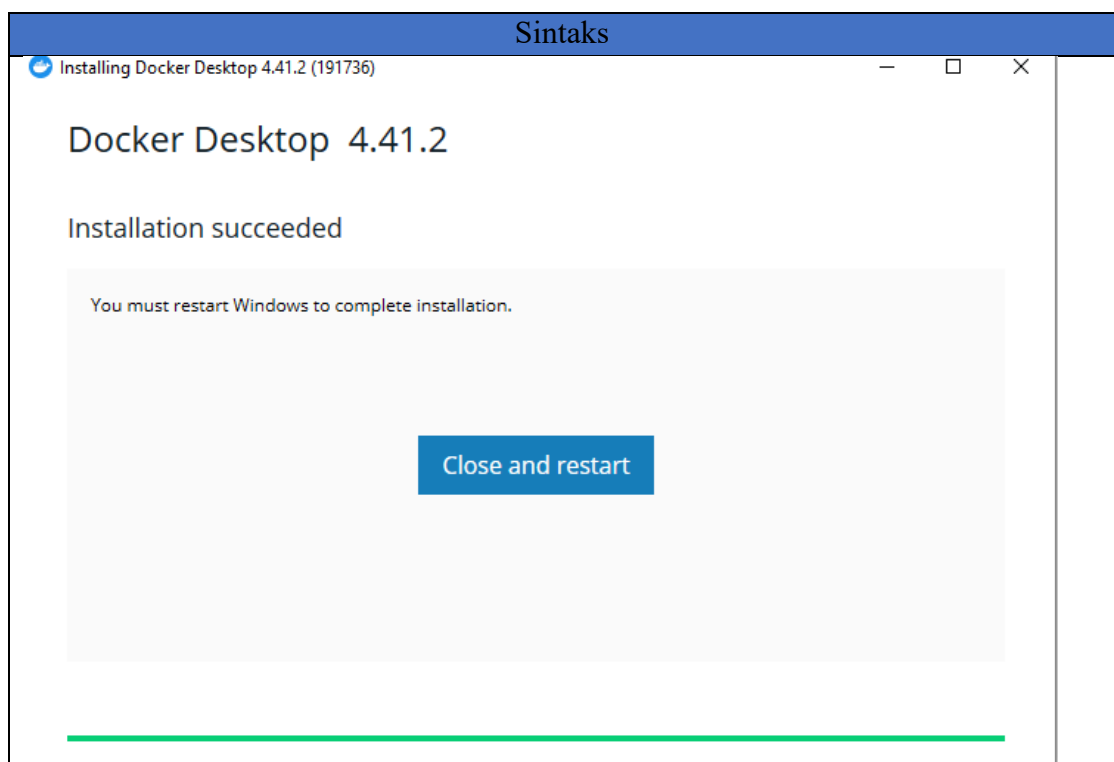 Sintaks
Installing Docker Desktop 4.41.2 (191736)
Docker Desktop 4.41.2
Installation succeeded
You must restart Windows to complete installation.
Close and restart